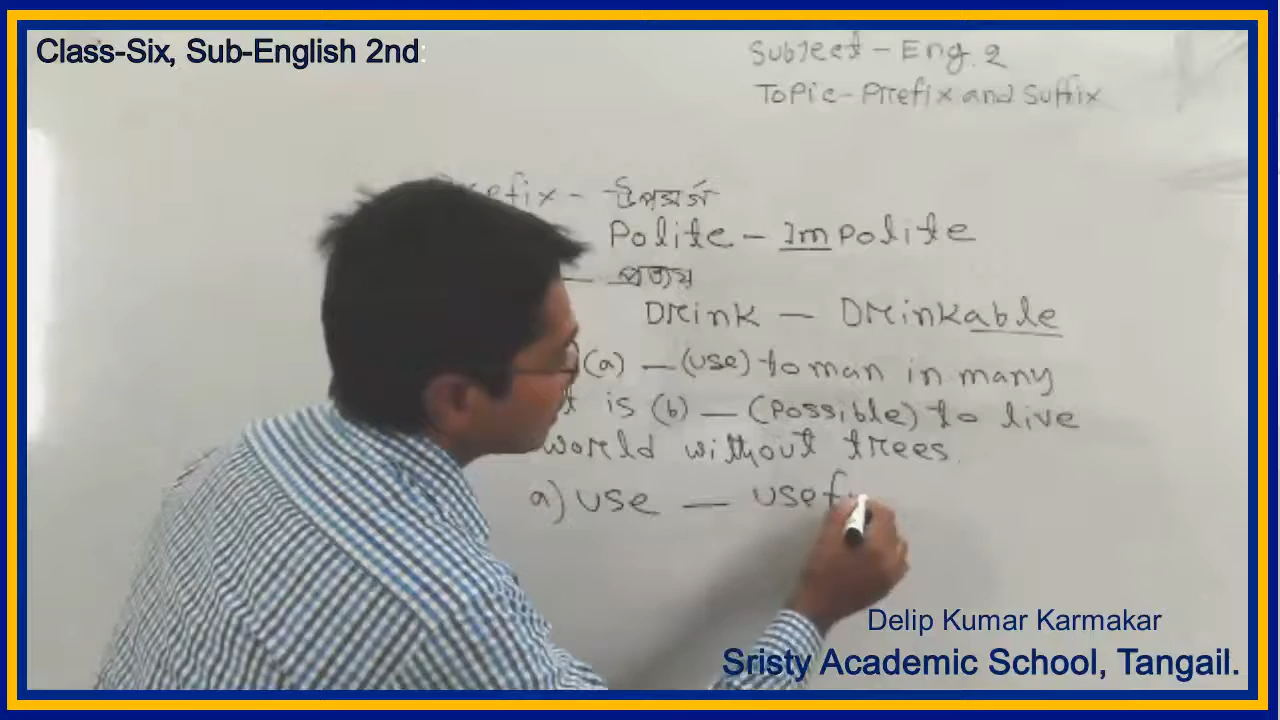 Class-Six, Sub-English 2nd:
Subject - Eng. 2
Topic - Prefix and Suffix
Prefix - উপসর্গ
Polite - Impolite
— প্রত্যয়
Drink — Drinkable
(a) — (use) to man in many
is (b) — (Possible) to live
world without trees.
a) use — usef
Delip Kumar Karmakar
Sristy Academic School, Tangail.